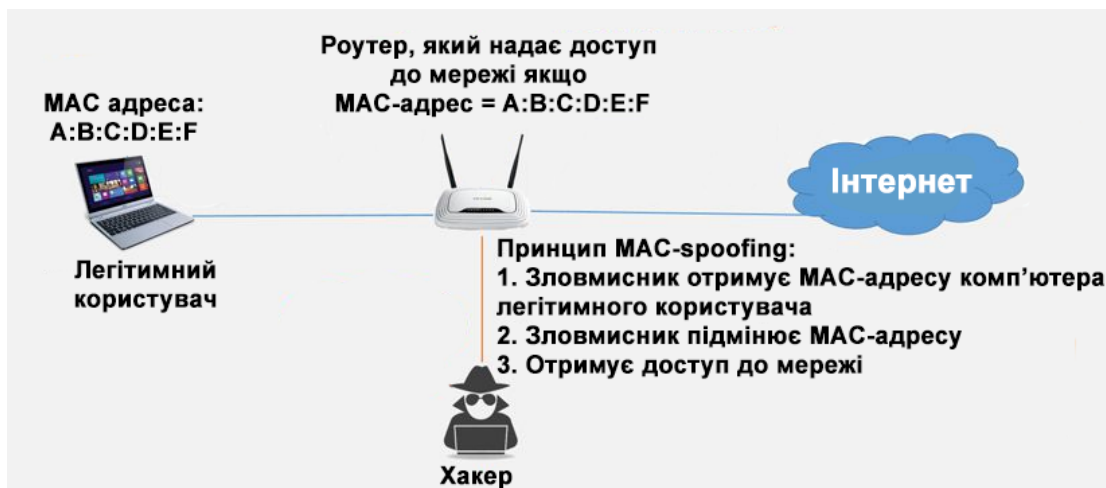 Роутер, який надає доступ
до мережі якщо
MAC-адрес = A:B:C:D:E:F
MAC адреса:
A:B:C:D:E:F
Інтернет
Легітимний
користувач
Принцип MAC-spoofing:
1. Зловмисник отримує MAC-адресу комп’ютера
легітимного користувача
2. Зловмисник підмінює MAC-адресу
3. Отримує доступ до мережі
Хакер